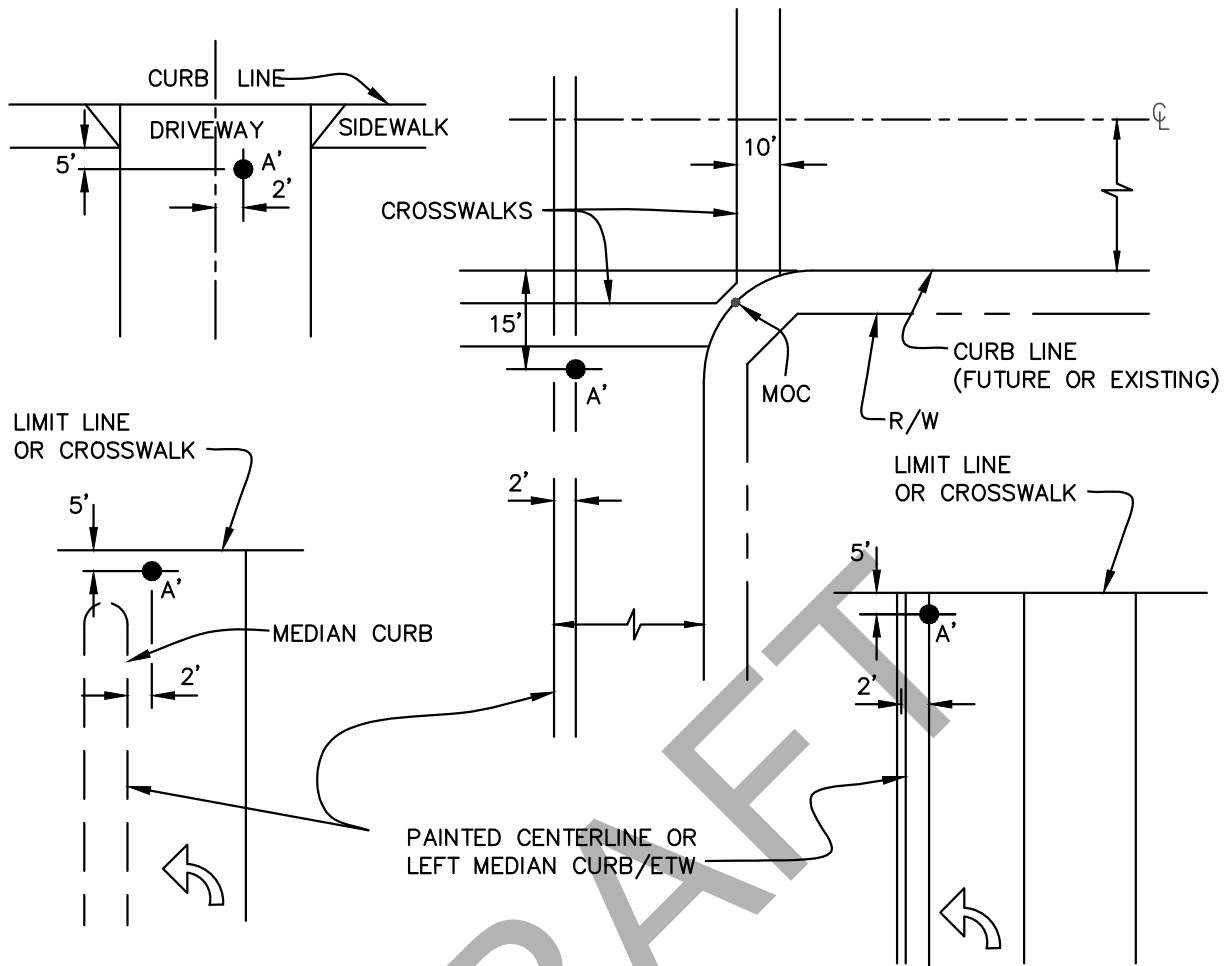 CURB LINE
DRIVEWAY
SIDEWALK
5'
A'
2'
℄
10'
CROSSWALKS
15'
A'
MOC
CURB LINE
(FUTURE OR EXISTING)
R/W
LIMIT LINE
OR CROSSWALK
5'
A'
MEDIAN CURB
2'
2'
LIMIT LINE
OR CROSSWALK
5'
A'
2'
PAINTED CENTERLINE OR
LEFT MEDIAN CURB/ETW
DRAFT